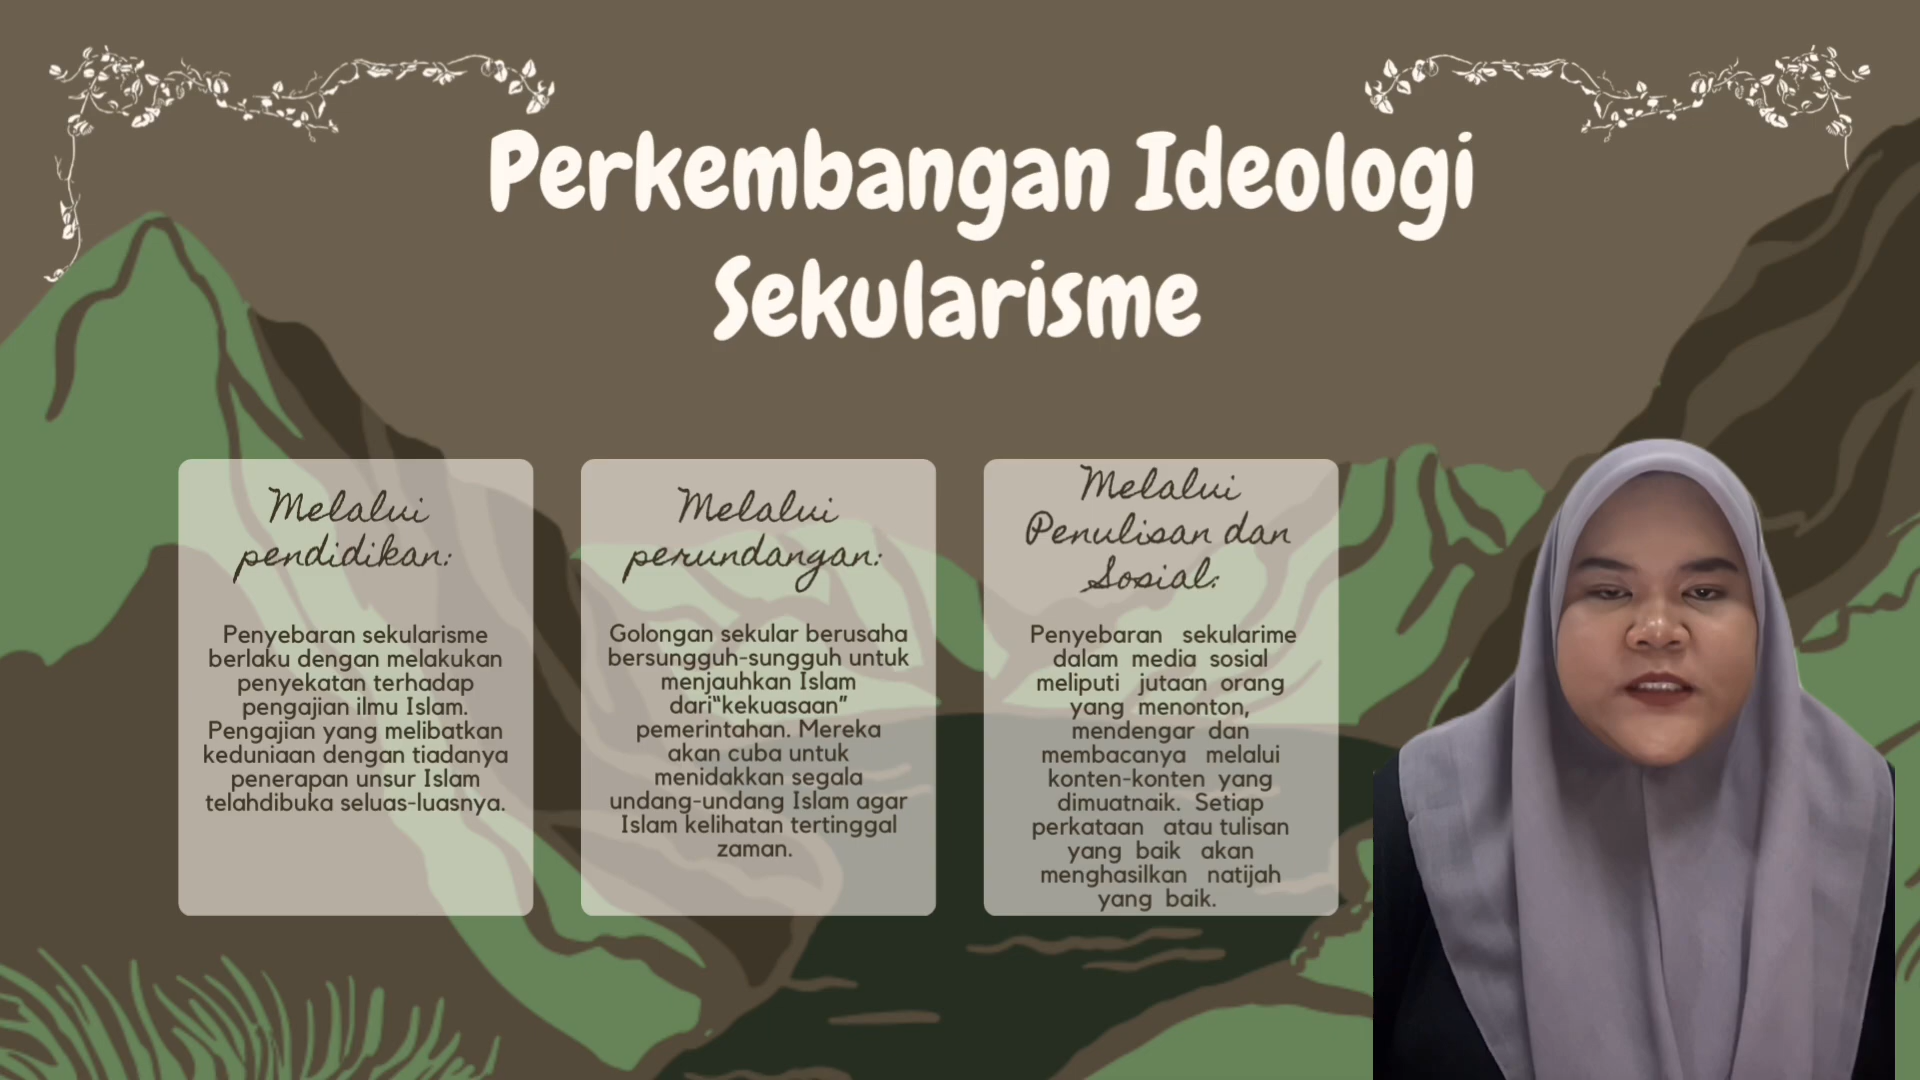 Perkembangan Ideologi
Sekularisme
Melalui
pendidikan:
Penyebaran sekularisme
berlaku dengan melakukan
penyekatan terhadap
pengajian ilmu Islam.
Pengajian yang melibatkan
keduniaan dengan tiadanya
penerapan unsur Islam
telahdibuka seluas-luasnya.
Melalui
perundangan:
Golongan sekular berusaha
bersungguh-sungguh untuk
menjauhkan Islam
dari“kekuasaan”
pemerintahan. Mereka
akan cuba untuk
menidakkan segala
undang-undang Islam agar
Islam kelihatan tertinggal
zaman.
Melalui
Penulisan dan
Sosial:
Penyebaran sekularime
dalam media sosial
meliputi jutaan orang
yang menonton,
mendengar dan
membacanya melalui
konten-konten yang
dimuatnaik. Setiap
perkataan atau tulisan
yang baik akan
menghasilkan natijah
yang baik.